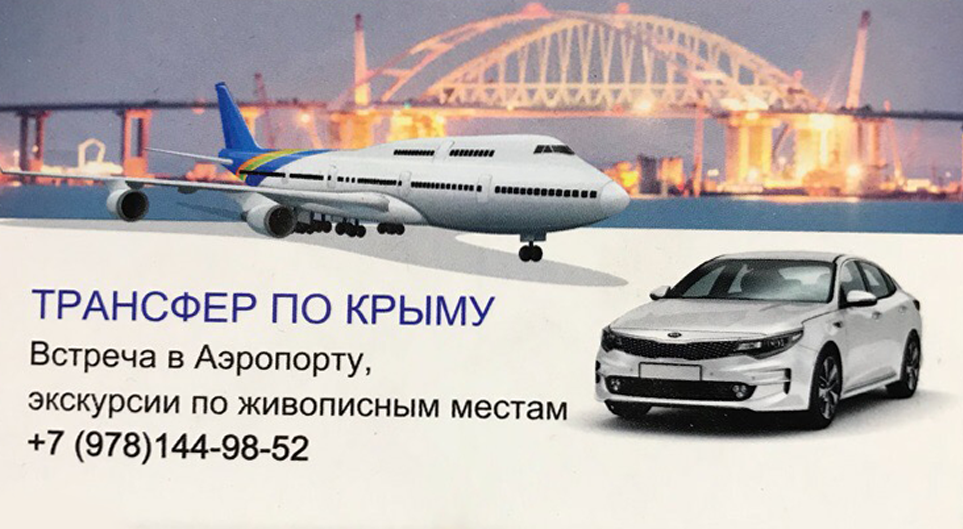 ТРАНСФЕР ПО КРЫМУ
Встреча в Аэропорту,
экскурсии по живописным местам
+7 (978)144-98-52